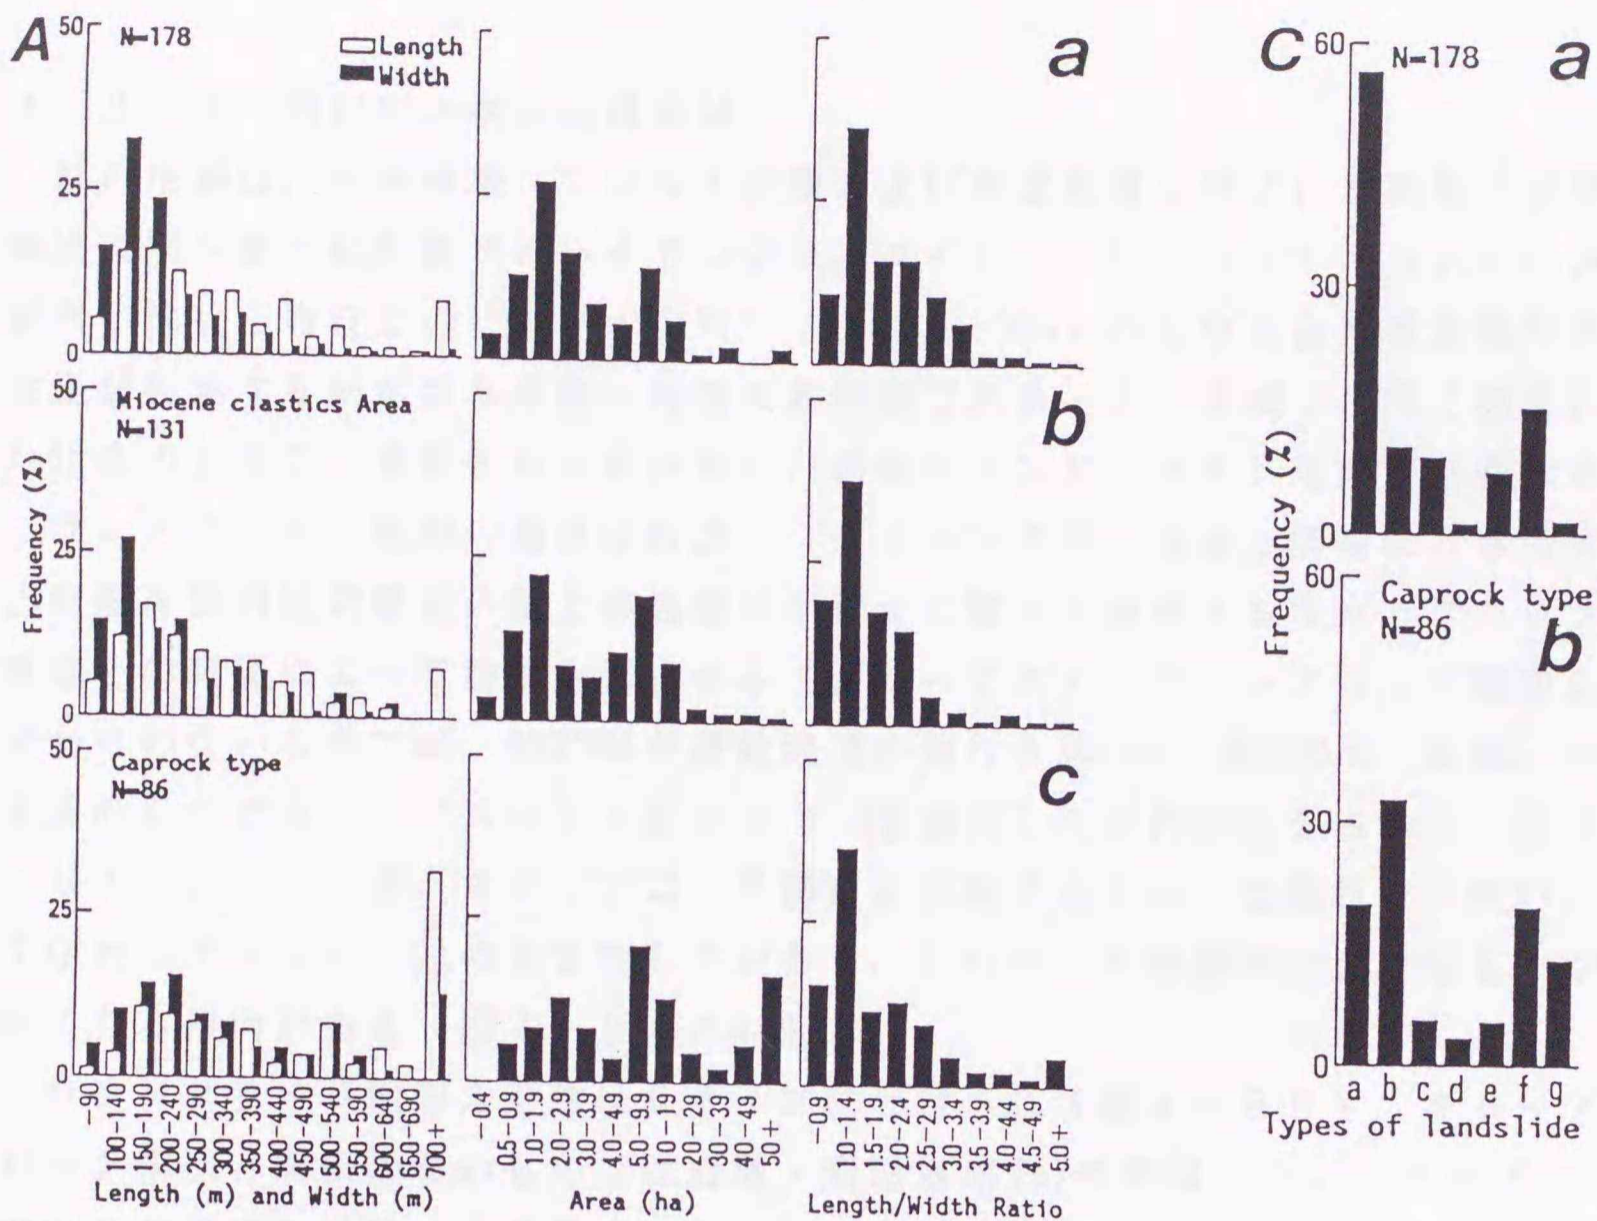 A
50
N=178
Length
Width
a
25
0
50
Miocene clastics Area
N=131
b
Frequency (%)
25
0
50
Caprock type
N=86
c
25
0
-90
100-140
150-190
200-240
250-290
300-340
350-390
400-440
450-490
500-540
550-590
600-640
650-690
700+
Length (m) and Width (m)
-0.4
0.5-0.9
1.0-1.9
2.0-2.9
3.0-3.9
4.0-4.9
5.0-9.9
10-19
20-29
30-39
40-49
50+
Area (ha)
-0.9
1.0-1.4
1.5-1.9
2.0-2.4
2.5-2.9
3.0-3.4
3.5-3.9
4.0-4.4
4.5-4.9
5.0+
Length/Width Ratio
C
60
N=178
a
30
0
Frequency (%)
60
Caprock type
N=86
b
30
0
a b c d e f g
Types of landslide